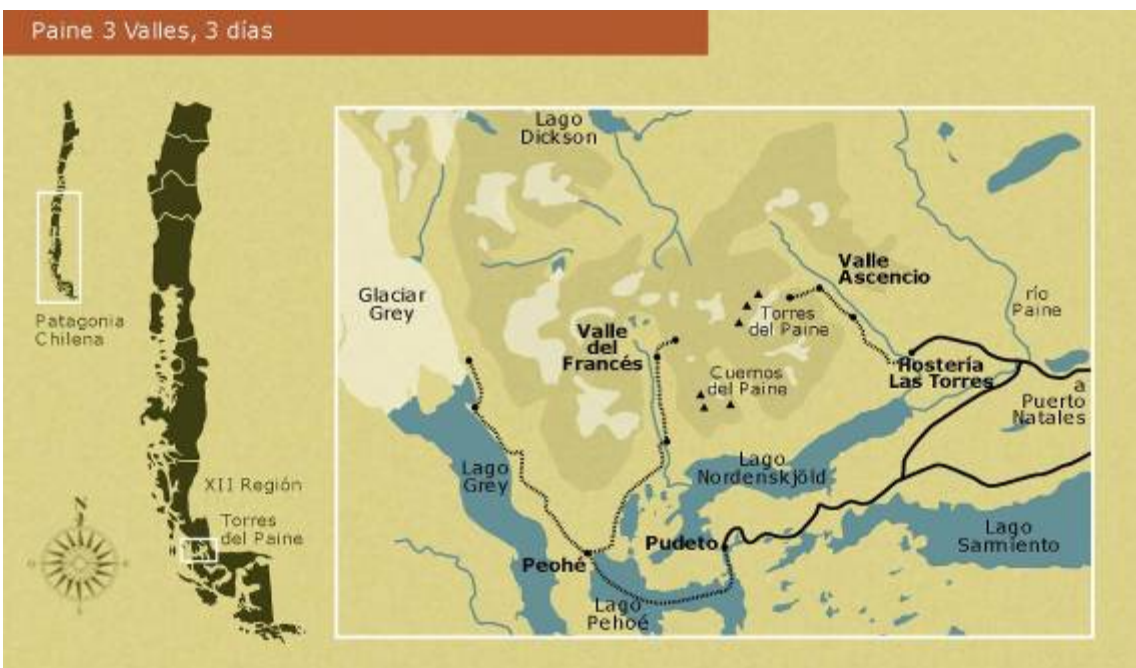 Paine 3 Valles, 3 días
Patagonia
Chilena
XII Región
Torres
del Paine
N
Lago
Dickson
Glaciar
Grey
Valle
del
Francés
Valle
Ascencio
Torres
del Paine
río
Paine
Cuernos
del Paine
Hostería
Las Torres
a
Puerto
Natales
Lago
Grey
Lago
Nordenskjöld
Lago
Sarmiento
Pudeto
Peohé
Lago
Pehoé